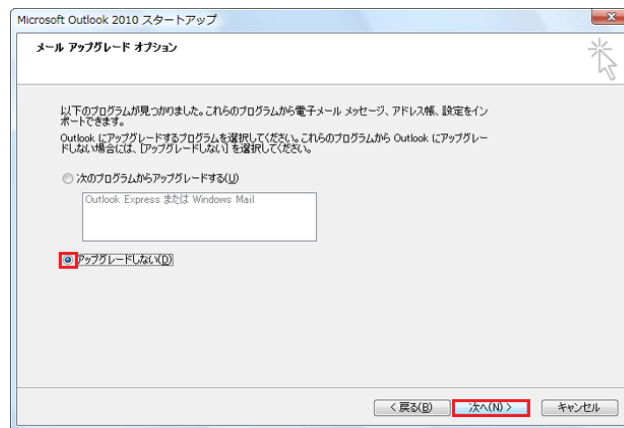 Microsoft Outlook 2010 スタートアップ
メール アップグレード オプション
以下のプログラムが見つかりました。これらのプログラムから電子メール メッセージ、アドレス帳、設定をイン
ポートできます。
Outlook にアップグレードするプログラムを選択してください。これらのプログラムから Outlook にアップグレー
ドしない場合には、[アップグレードしない] を選択してください。
次のプログラムからアップグレードする(U)
Outlook Express または Windows Mail
アップグレードしない(D)
< 戻る(B) 次へ(N) > キャンセル